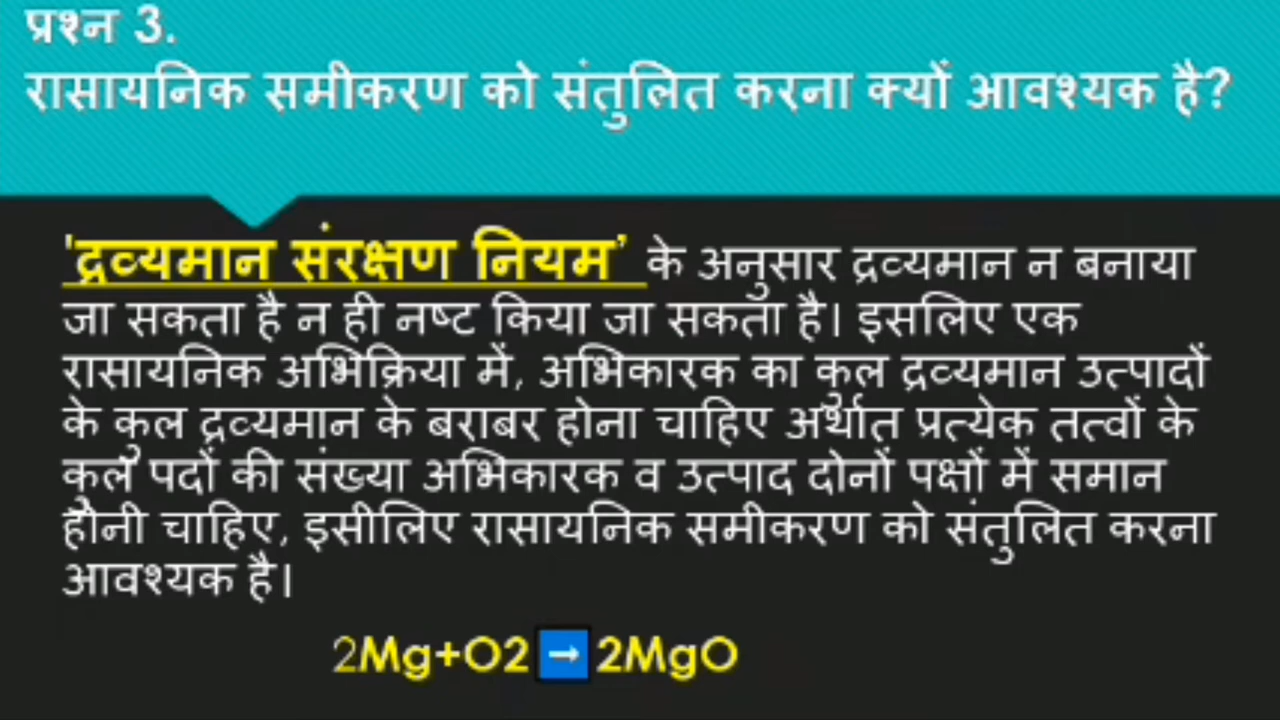 प्रश्न 3.
रासायनिक समीकरण को संतुलित करना क्यों आवश्यक है?
'द्रव्यमान संरक्षण नियम' के अनुसार द्रव्यमान न बनाया
जा सकता है न ही नष्ट किया जा सकता है। इसलिए एक
रासायनिक अभिक्रिया में, अभिकारक का कुल द्रव्यमान उत्पादों
के कुल द्रव्यमान के बराबर होना चाहिए अर्थात प्रत्येक तत्वों के
कुल पदों की संख्या अभिकारक व उत्पाद दोनों पक्षों में समान
होनी चाहिए, इसीलिए रासायनिक समीकरण को संतुलित करना
आवश्यक है।
2Mg+O2 ➡ 2MgO